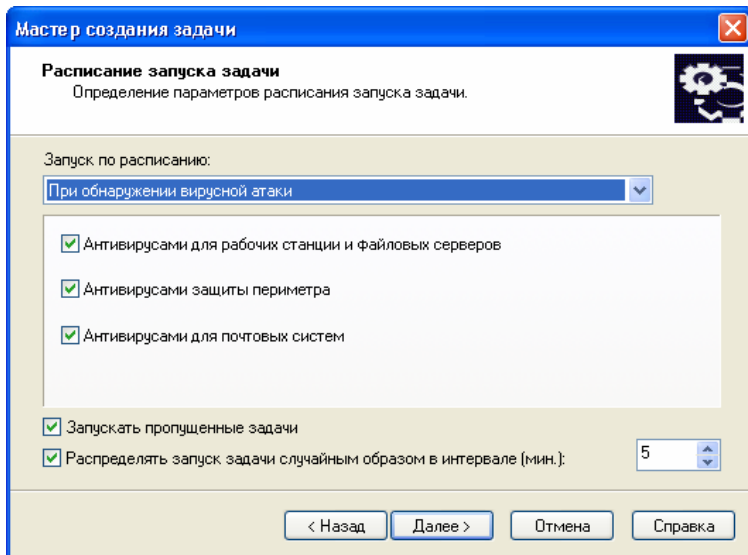 Мастер создания задачи
Расписание запуска задачи
Определение параметров расписания запуска задачи.
Запуск по расписанию:
При обнаружении вирусной атаки
Антивирусами для рабочих станции и файловых серверов
Антивирусами защиты периметра
Антивирусами для почтовых систем
Запускать пропущенные задачи
Распределять запуск задачи случайным образом в интервале (мин.): 5
< Назад Далее > Отмена Справка